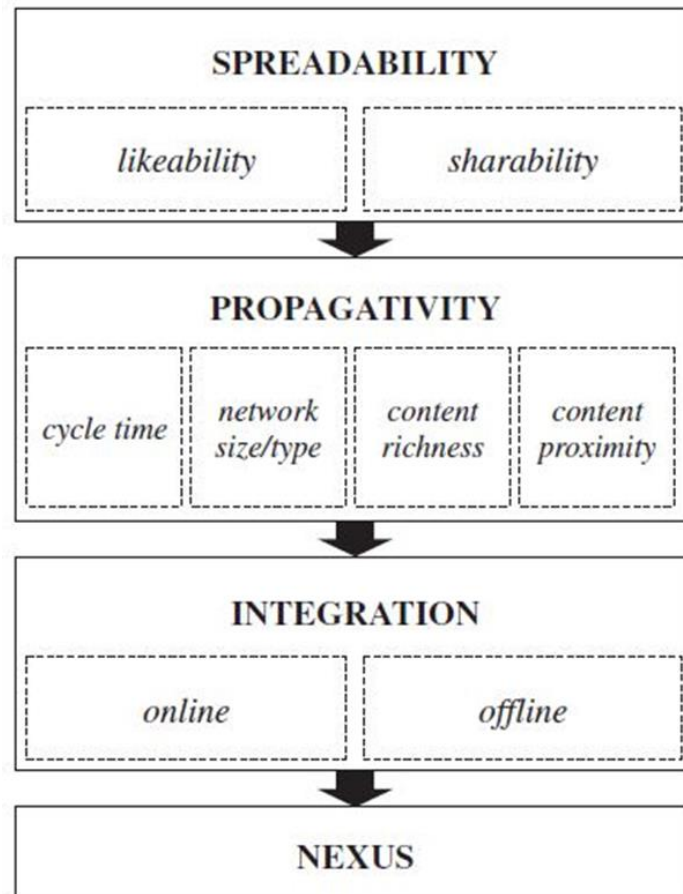 SPREADABILITY
likeability
sharability
PROPAGATIVITY
cycle time
network
size/type
content
richness
content
proximity
INTEGRATION
online
offline
NEXUS